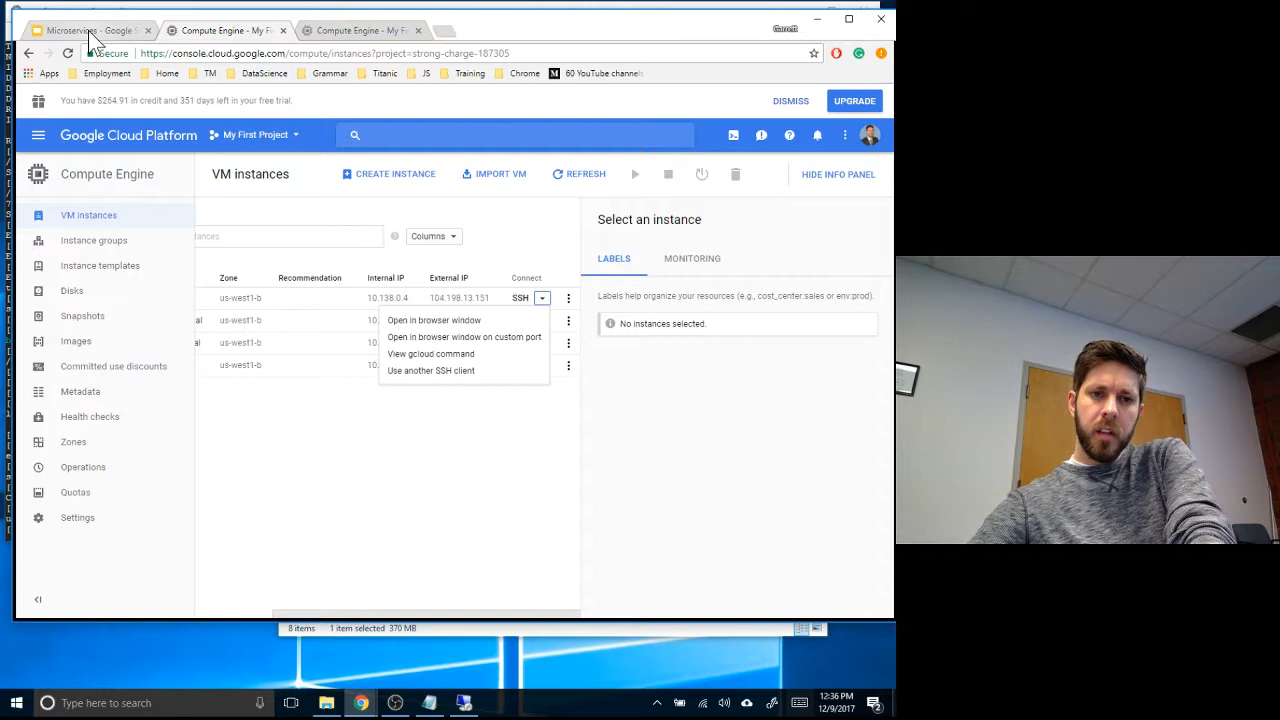 Microservices - Google S
Compute Engine - My Fi
Compute Engine - My Fi
Garrett
Secure
https://console.cloud.google.com/compute/instances?project=strong-charge-187305
Apps Employment Home TM DataScience Grammar Titanic JS Training Chrome 60 YouTube channels
You have $264.91 in credit and 351 days left in your free trial.
DISMISS UPGRADE
Google Cloud Platform My First Project
Compute Engine
VM instances CREATE INSTANCE IMPORT VM REFRESH HIDE INFO PANEL
VM instances
Instance groups
Instance templates
Disks
Snapshots
Images
Committed use discounts
Metadata
Health checks
Zones
Operations
Quotas
Settings
tances Columns
Zone Recommendation Internal IP External IP Connect
us-west1-b 10.138.0.4 104.198.13.151 SSH
al us-west1-b 10.
us-west1-b 10.
us-west1-b 10.
Open in browser window
Open in browser window on custom port
View gcloud command
Use another SSH client
Select an instance
LABELS MONITORING
Labels help organize your resources (e.g., cost_center:sales or env:prod).
No instances selected.
8 items 1 item selected 370 MB
Type here to search
12:36 PM
12/9/2017
2